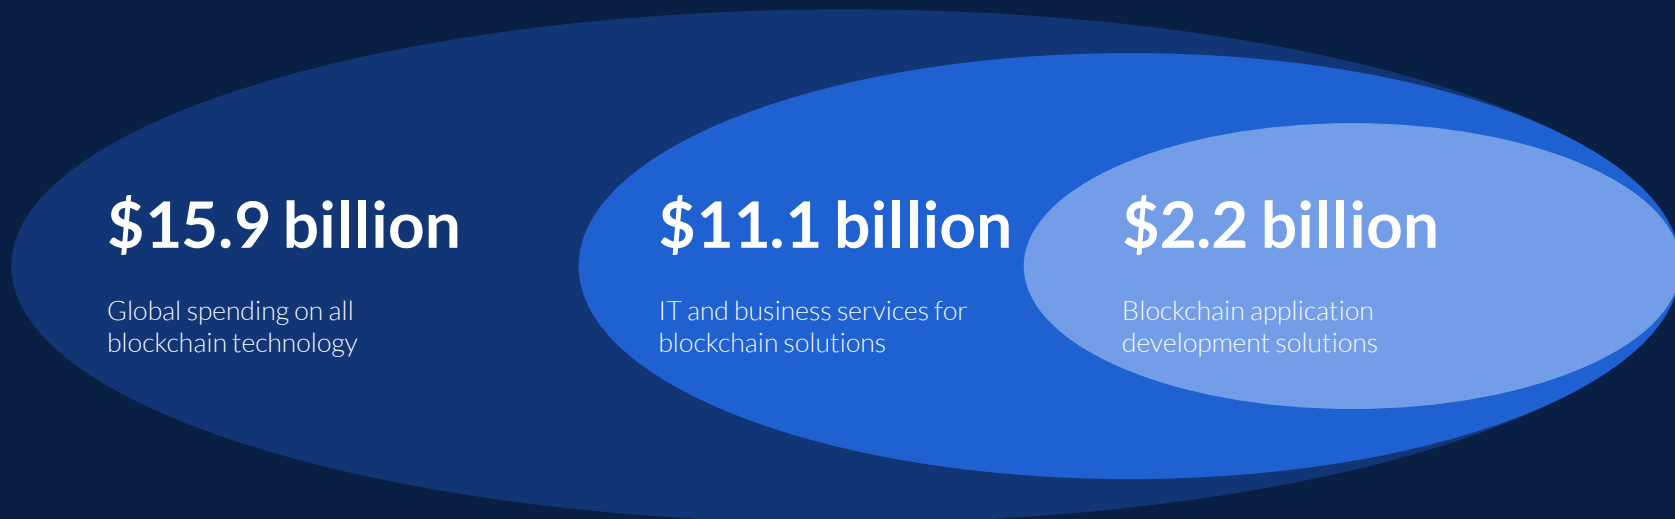 $15.9 billion
Global spending on all
blockchain technology
$11.1 billion
IT and business services for
blockchain solutions
$2.2 billion
Blockchain application
development solutions